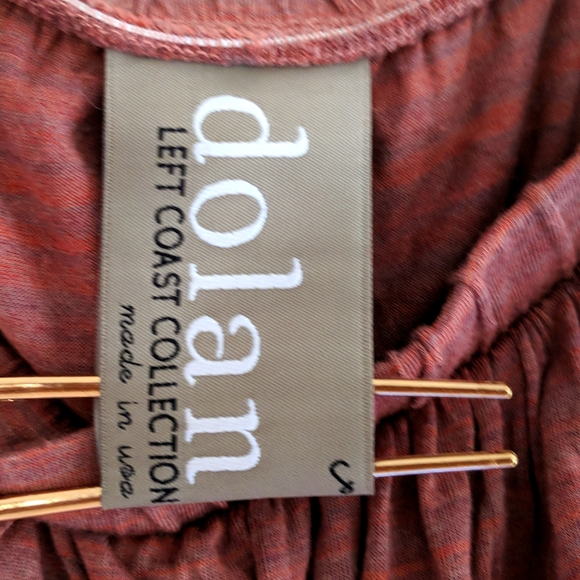 dolan
LEFT COAST COLLECTION
made in usa
s